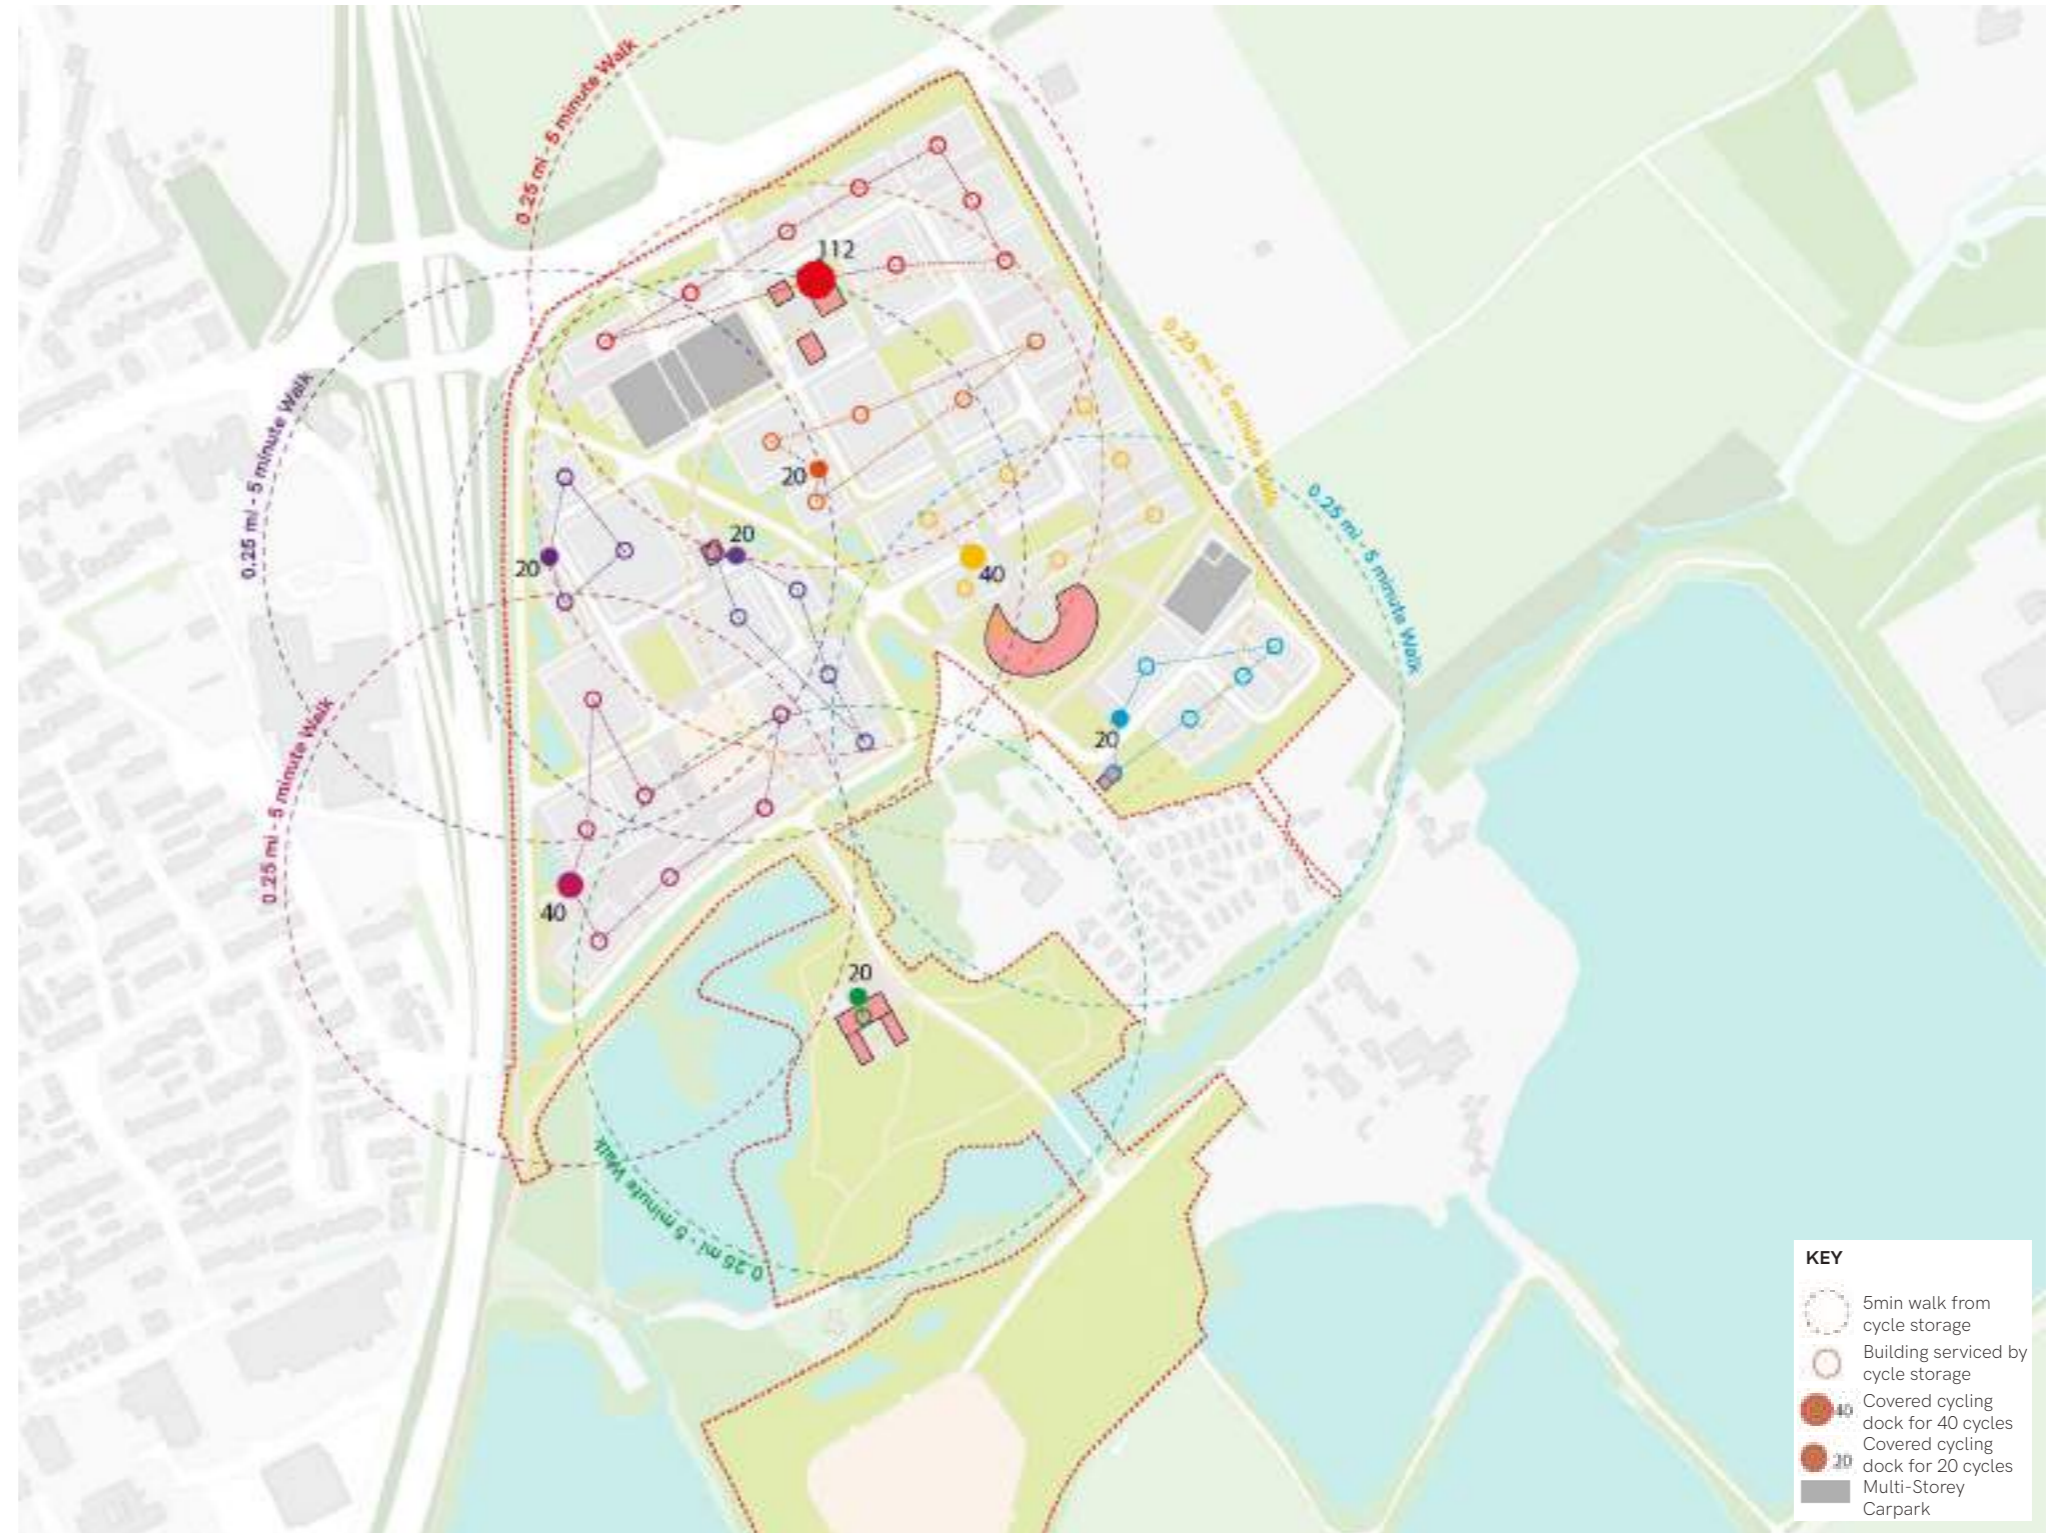 0.25 mi - 5 minute Walk
112
0.25 mi - 5 minute Walk
0.25 mi - 5 minute Walk
0.25 mi - 5 minute Walk
20
20
20
40
20
0.25 mi - 5 minute Walk
40
20
0.25 mi - 5 minute Walk
KEY
5min walk from
cycle storage
Building serviced by
cycle storage
40 Covered cycling
dock for 40 cycles
20 Covered cycling
dock for 20 cycles
Multi-Storey
Carpark